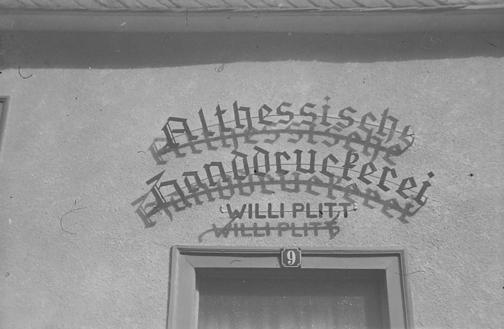 Althessische
Handdruckerei
WILLI PLITT
9